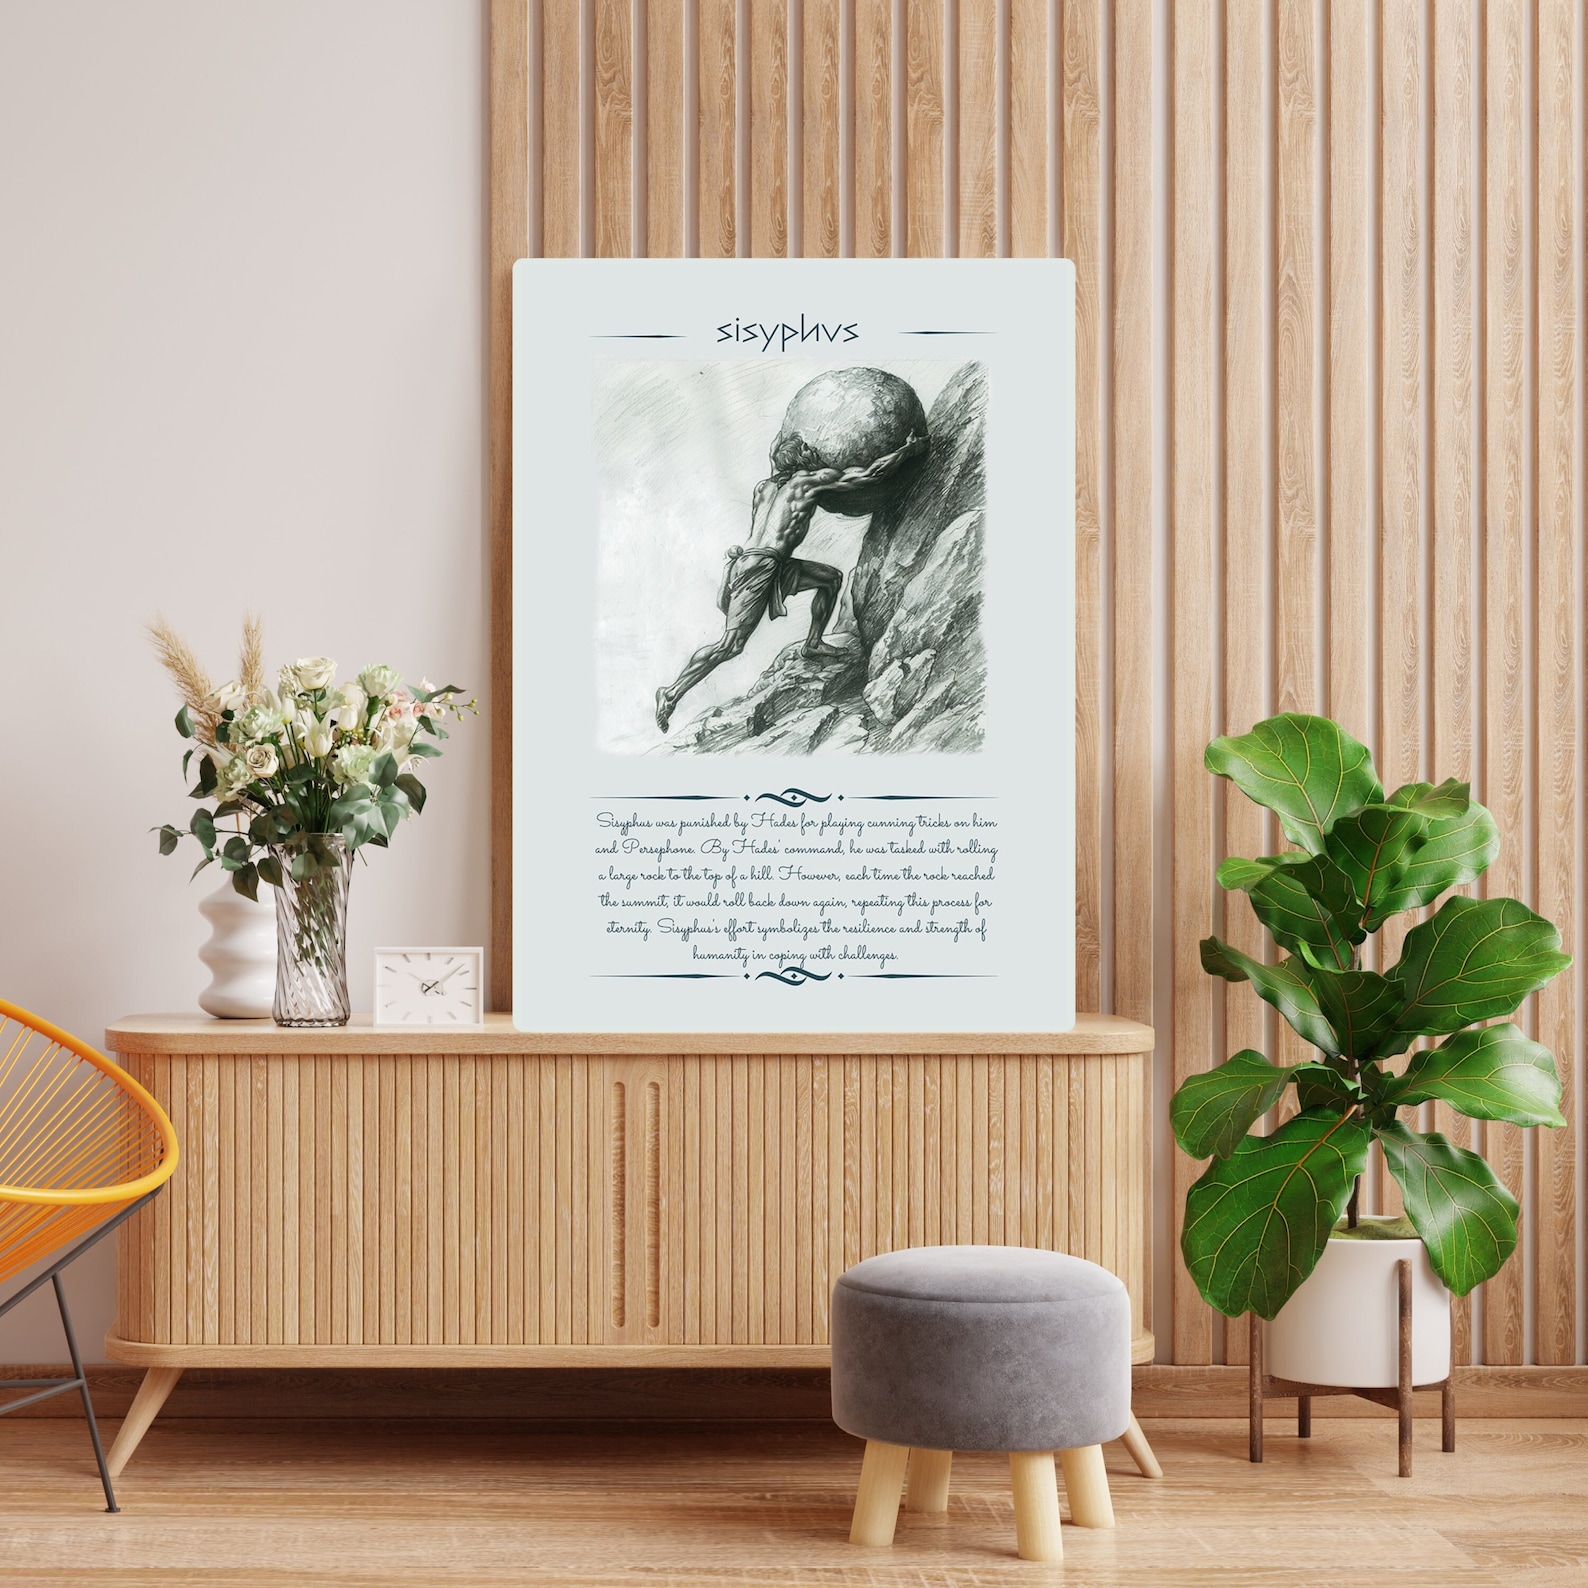 sisyphus
Sisyphus was punished by Hades for playing cunning tricks on him
and Persephone. By Hades' command, he was tasked with rolling
a large rock to the top of a hill. However, each time the rock reached
the summit, it would roll back down again, repeating this process for
eternity. Sisyphus's effort symbolizes the resilience and strength of
humanity in coping with challenges.